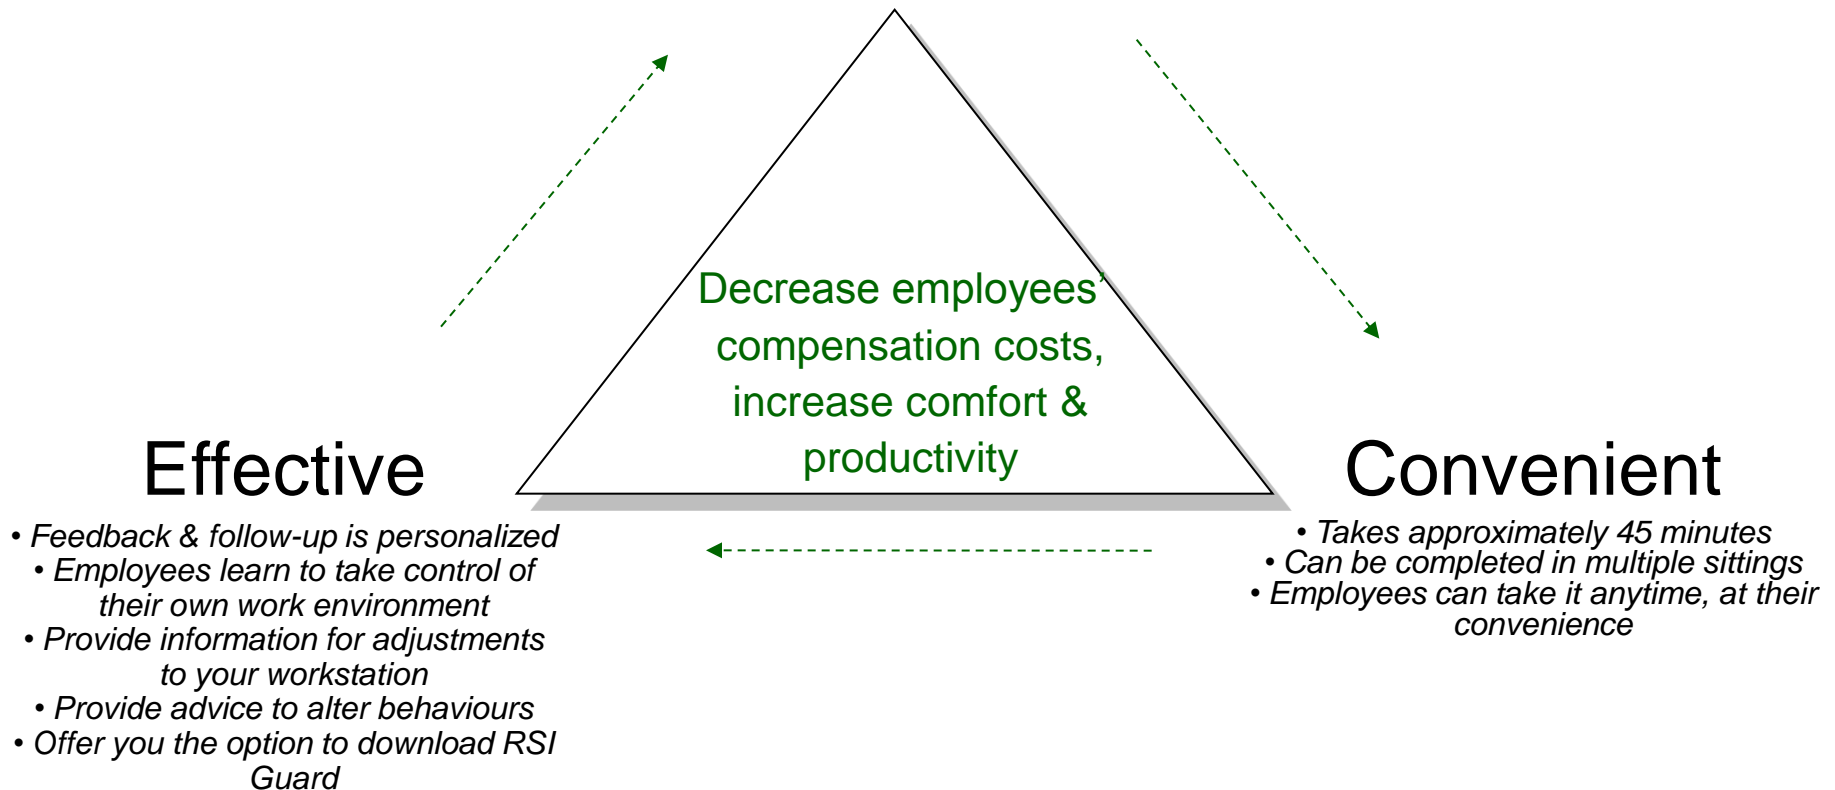 Decrease employees'
compensation costs,
increase comfort &
productivity
Effective
• Feedback & follow-up is personalized
• Employees learn to take control of
their own work environment
• Provide information for adjustments
to your workstation
• Provide advice to alter behaviours
• Offer you the option to download RSI
Guard
Convenient
• Takes approximately 45 minutes
• Can be completed in multiple sittings
• Employees can take it anytime, at their
convenience